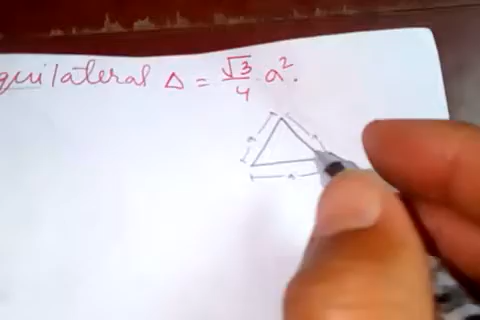 quilateral △ = √3/4 · a².
a a
a